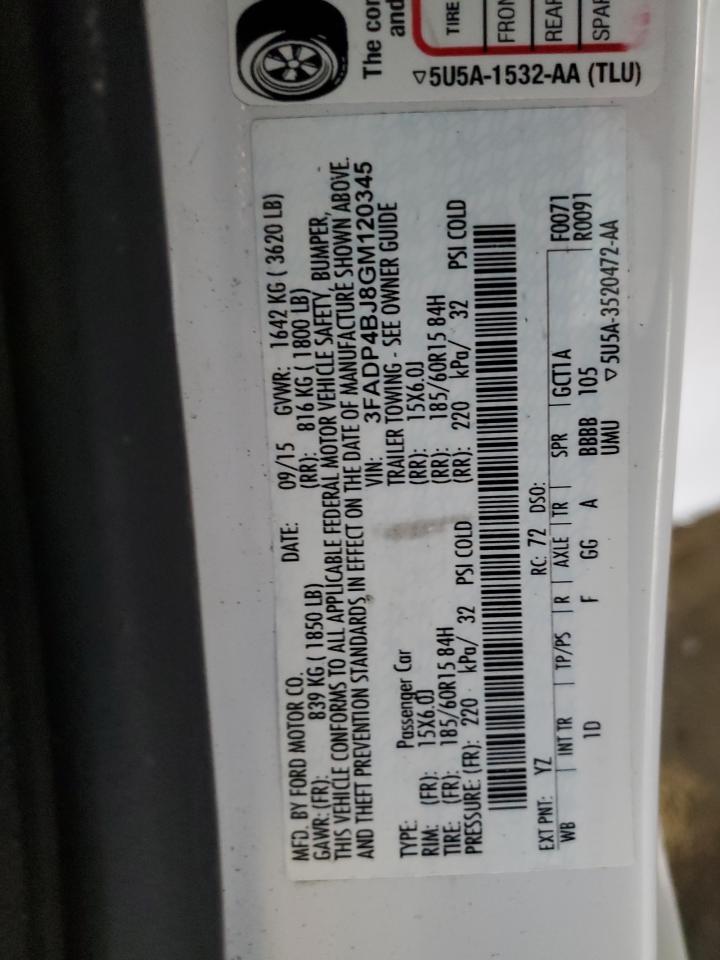 The cor
and
TIRE
FRON
REAR
SPAR
▽5U5A-1532-AA (TLU)
MFD. BY FORD MOTOR CO. DATE: 09/15 GVWR: 1642 KG ( 3620 LB)
GAWR: (FR): 839 KG ( 1850 LB) (RR): 816 KG ( 1800 LB)
THIS VEHICLE CONFORMS TO ALL APPLICABLE FEDERAL MOTOR VEHICLE SAFETY, BUMPER,
AND THEFT PREVENTION STANDARDS IN EFFECT ON THE DATE OF MANUFACTURE SHOWN ABOVE.
VIN: 3FADP4BJ8GM120345
TYPE: Passenger Car TRAILER TOWING - SEE OWNER GUIDE
RIM: (FR): 15X6.0J (RR): 15X6.0J
TIRE: (FR): 185/60R15 84H (RR): 185/60R15 84H
PRESSURE: (FR): 220 kPa/ 32 PSI COLD (RR): 220 kPa/ 32 PSI COLD
EXT PNT: YZ RC: 72 DSO: F0071
WB INT TR TP/PS R AXLE TR SPR GCT1A R0091
1D F GG A BBBB 105
UMU ▽5U5A-3520472-AA